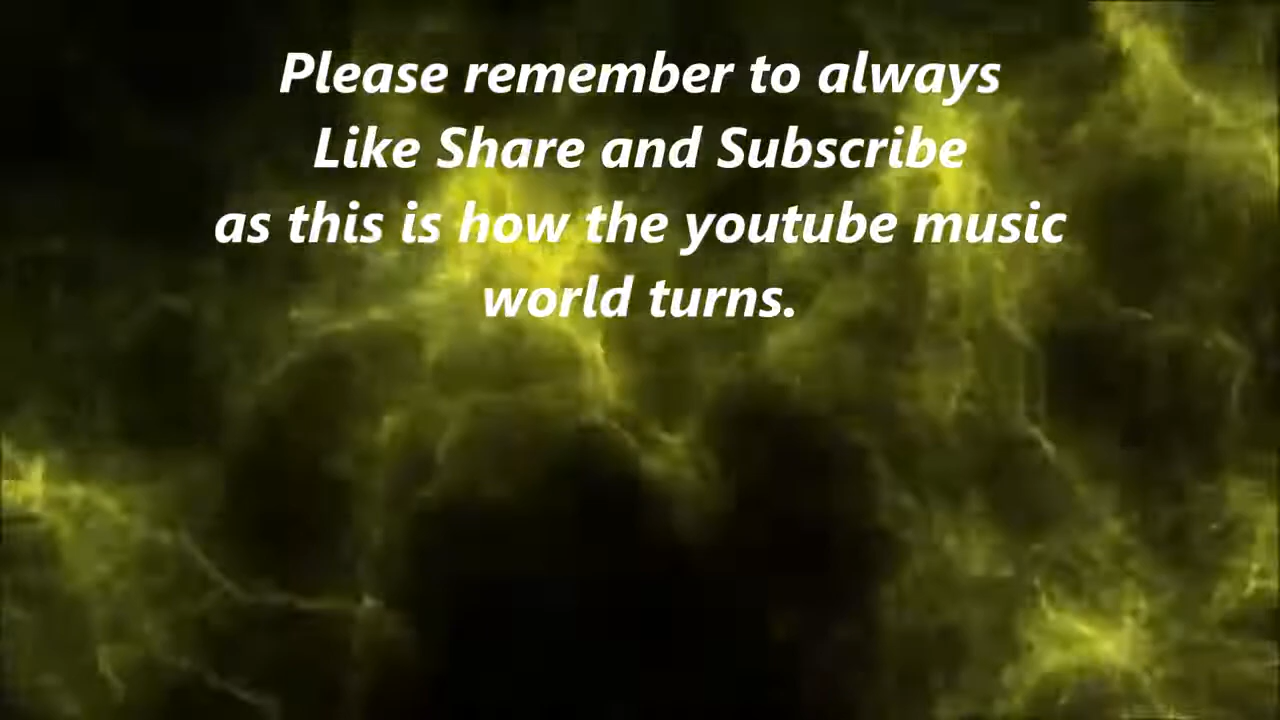 Please remember to always
Like Share and Subscribe
as this is how the youtube music
world turns.